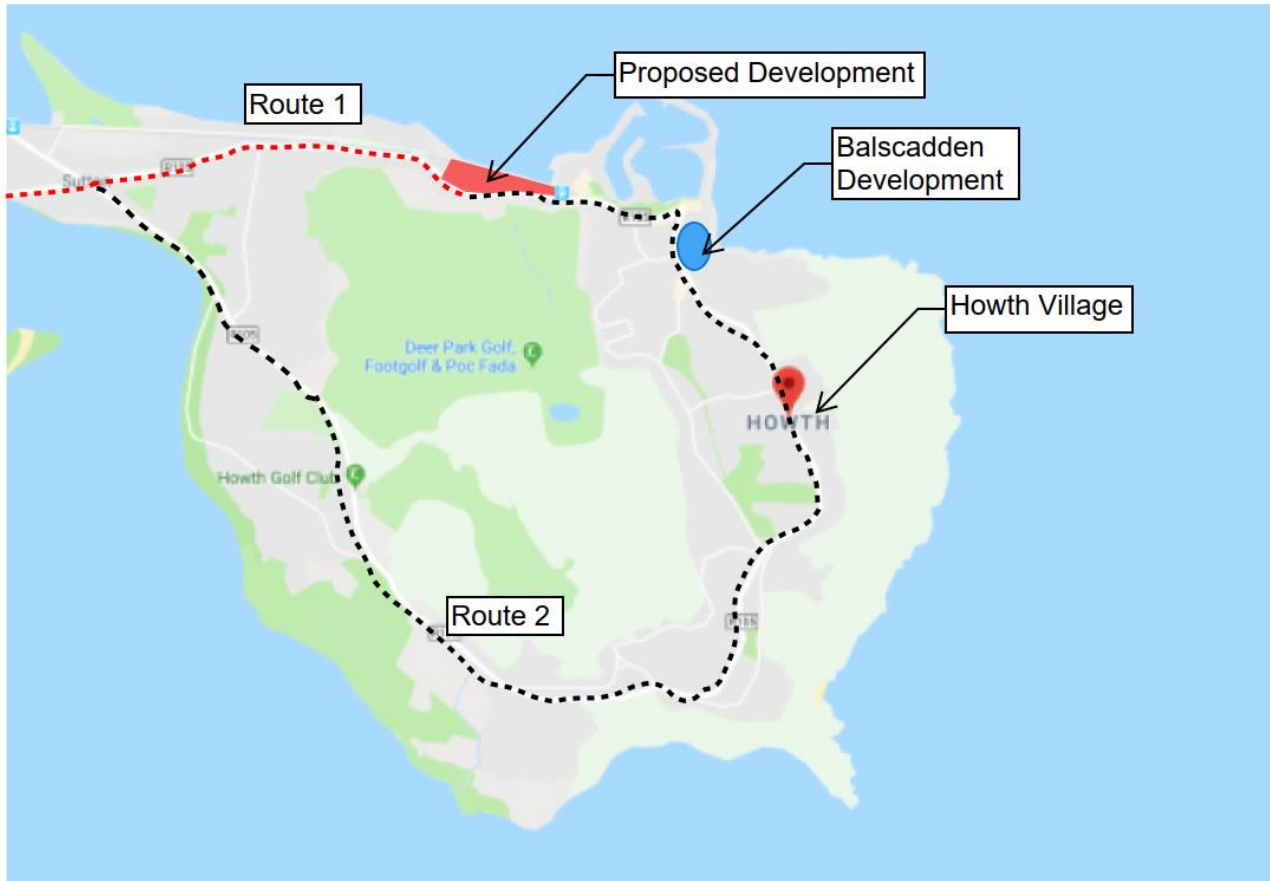 Proposed Development
Route 1
Balscadden
Development
Sutton
Howth Village
Deer Park Golf,
Footgolf & Poc Fada
HOWTH
Howth Golf Club
Route 2